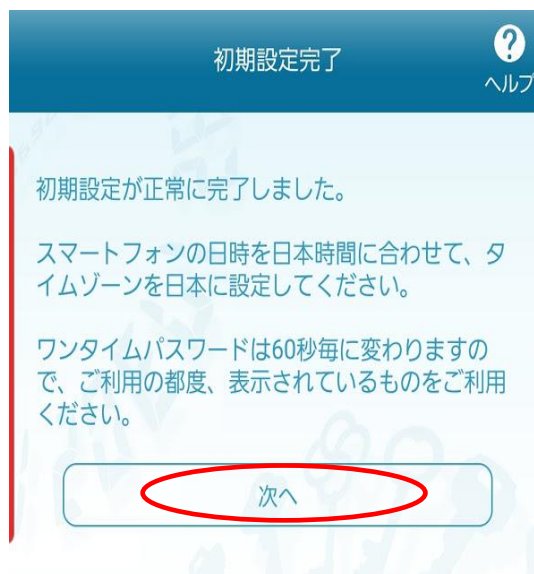 初期設定完了
?
ヘルプ
初期設定が正常に完了しました。
スマートフォンの日時を日本時間に合わせて、タ
イムゾーンを日本に設定してください。
ワンタイムパスワードは60秒毎に変わりますの
で、ご利用の都度、表示されているものをご利用
ください。
次へ